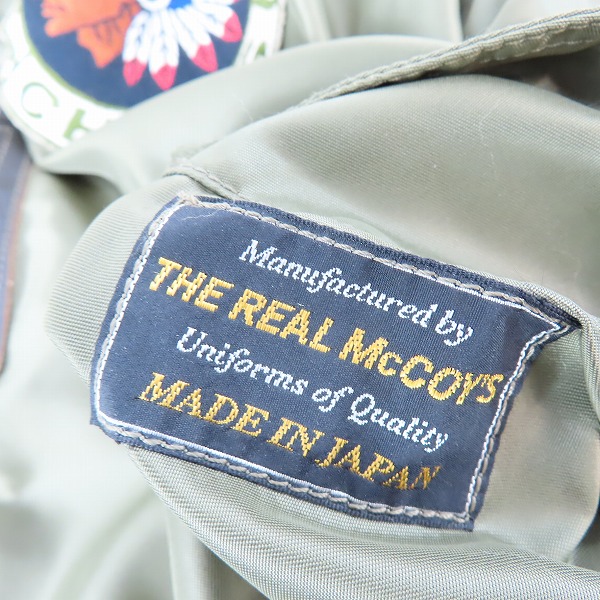 Manufactured by
THE REAL McCOY'S
Uniforms of Quality
MADE IN JAPAN